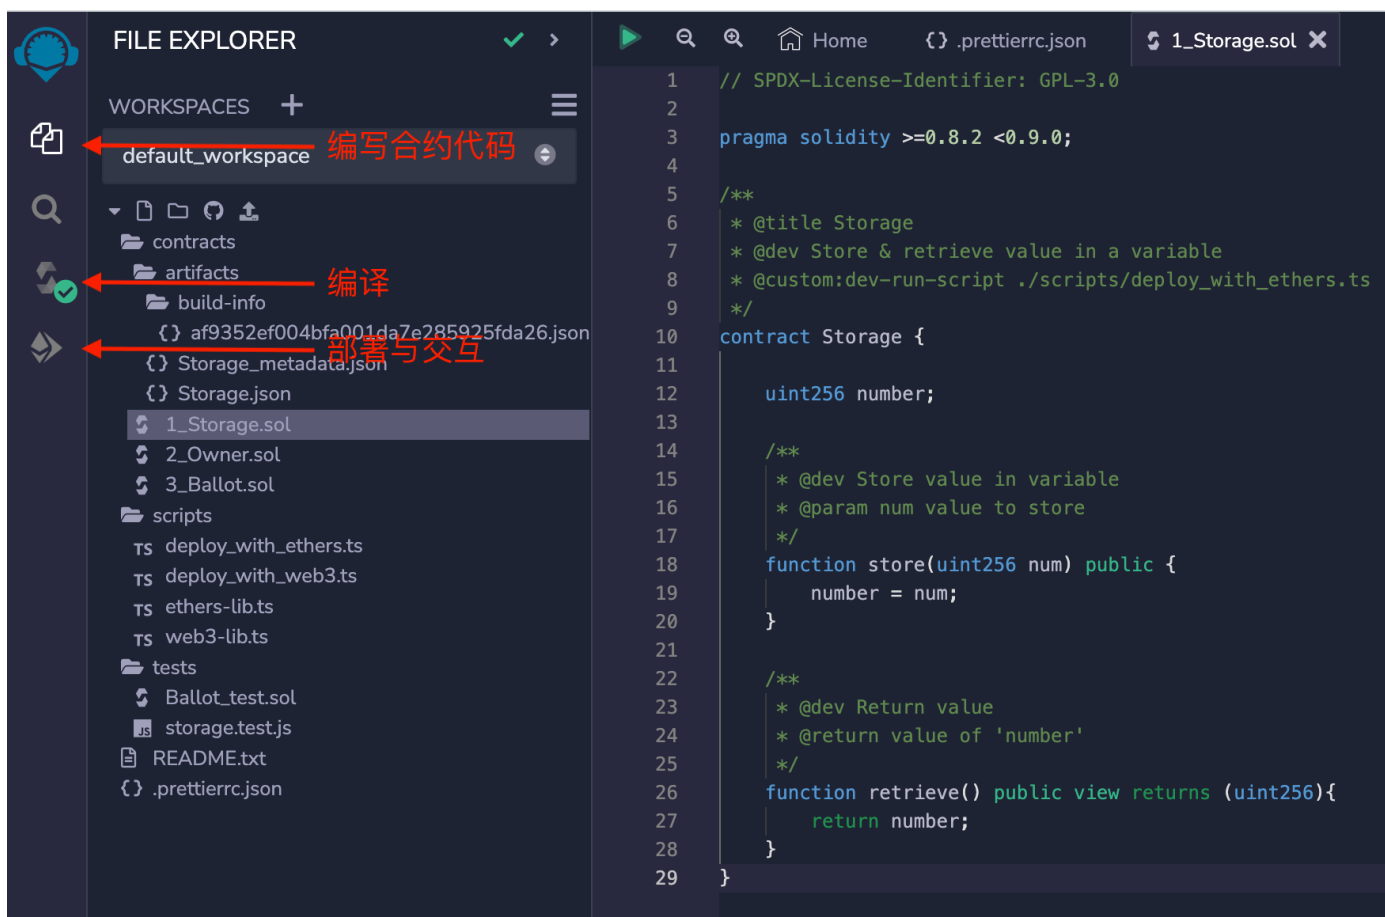 FILE EXPLORER
WORKSPACES
default_workspace
编写合约代码
contracts
artifacts
编译
build-info
af9352ef004bfa001da7e285925fda26.json
部署与交互
Storage_metadata.json
Storage.json
1_Storage.sol
2_Owner.sol
3_Ballot.sol
scripts
TS deploy_with_ethers.ts
TS deploy_with_web3.ts
TS ethers-lib.ts
TS web3-lib.ts
tests
Ballot_test.sol
JS storage.test.js
README.txt
{} .prettierrc.json
Home
{} .prettierrc.json
1_Storage.sol
1 // SPDX-License-Identifier: GPL-3.0
2
3 pragma solidity >=0.8.2 <0.9.0;
4
5 /**
6 * @title Storage
7 * @dev Store & retrieve value in a variable
8 * @custom:dev-run-script ./scripts/deploy_with_ethers.ts
9 */
10 contract Storage {
11
12 uint256 number;
13
14 /**
15 * @dev Store value in variable
16 * @param num value to store
17 */
18 function store(uint256 num) public {
19 number = num;
20 }
21
22 /**
23 * @dev Return value
24 * @return value of 'number'
25 */
26 function retrieve() public view returns (uint256){
27 return number;
28 }
29 }